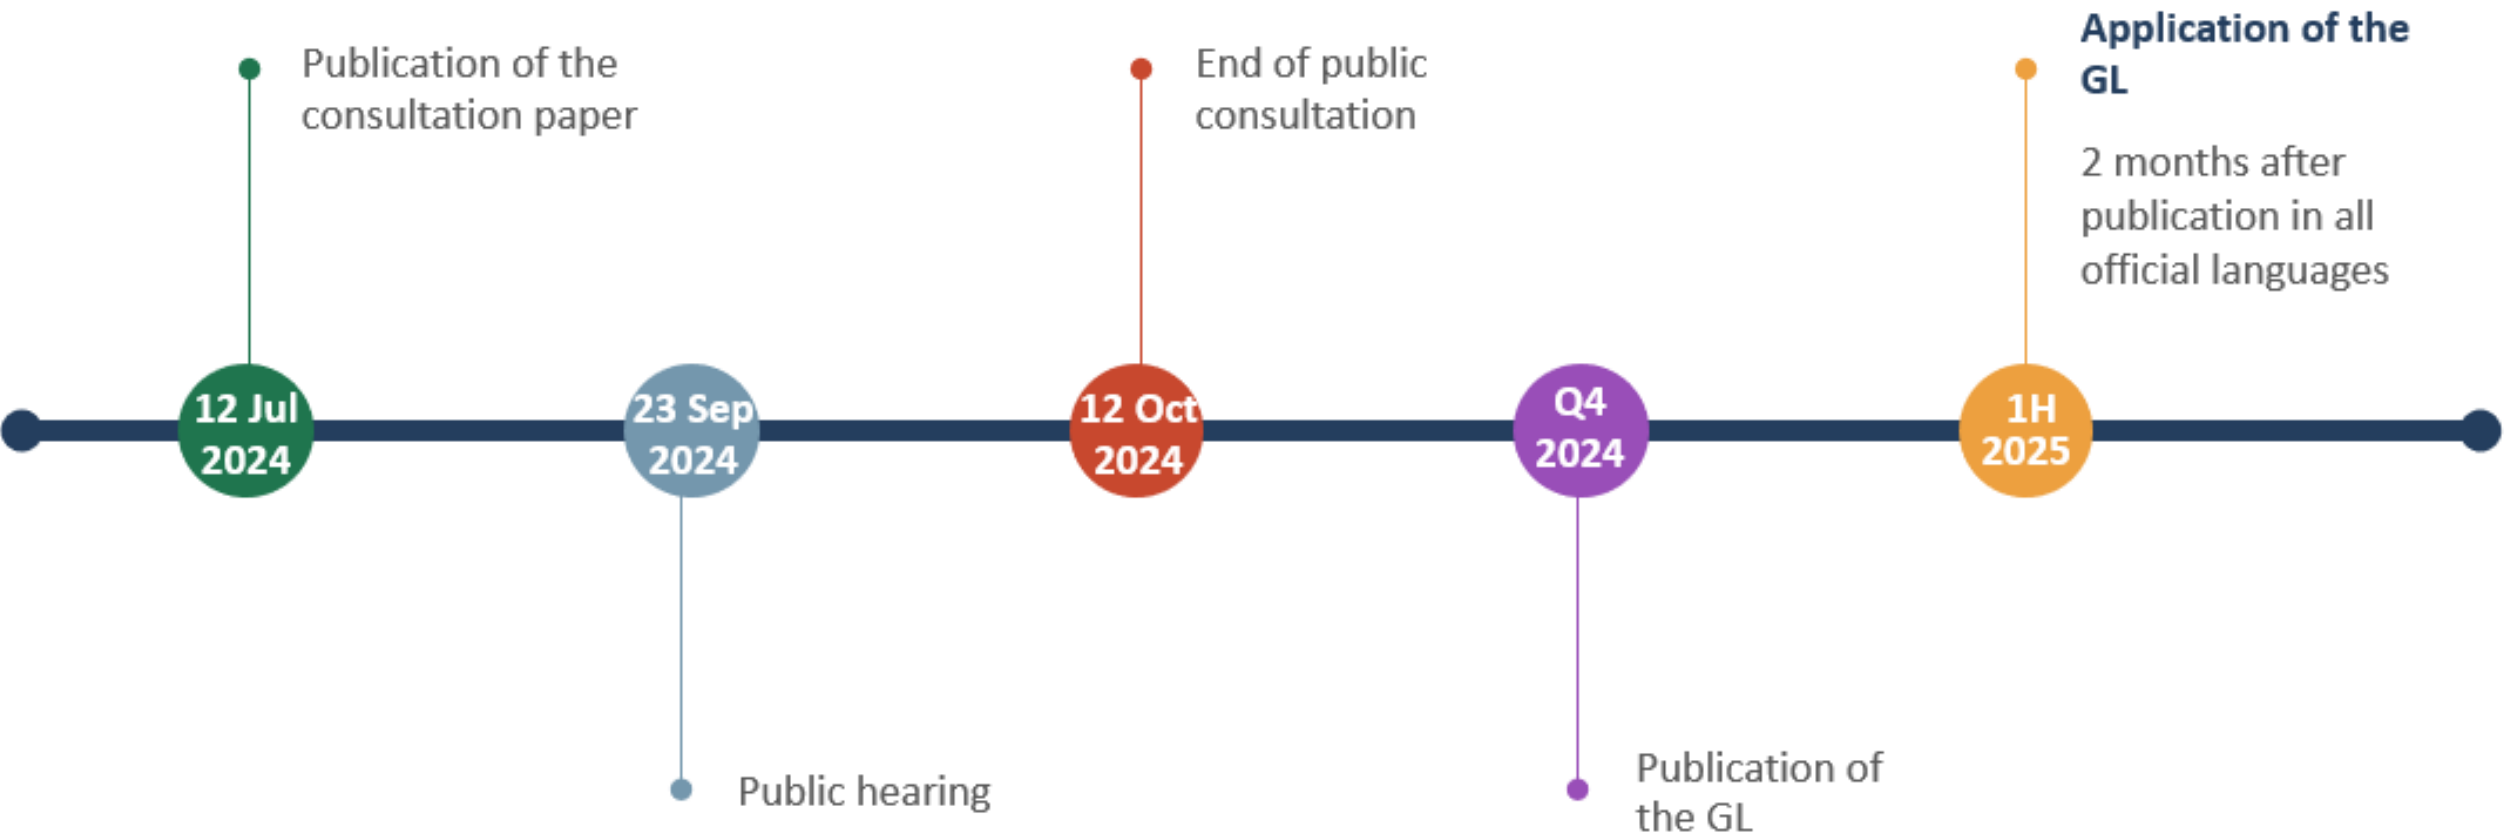 Publication of the
consultation paper
End of public
consultation
Application of the
GL
2 months after
publication in all
official languages
12 Jul
2024
23 Sep
2024
12 Oct
2024
Q4
2024
1H
2025
Public hearing
Publication of
the GL